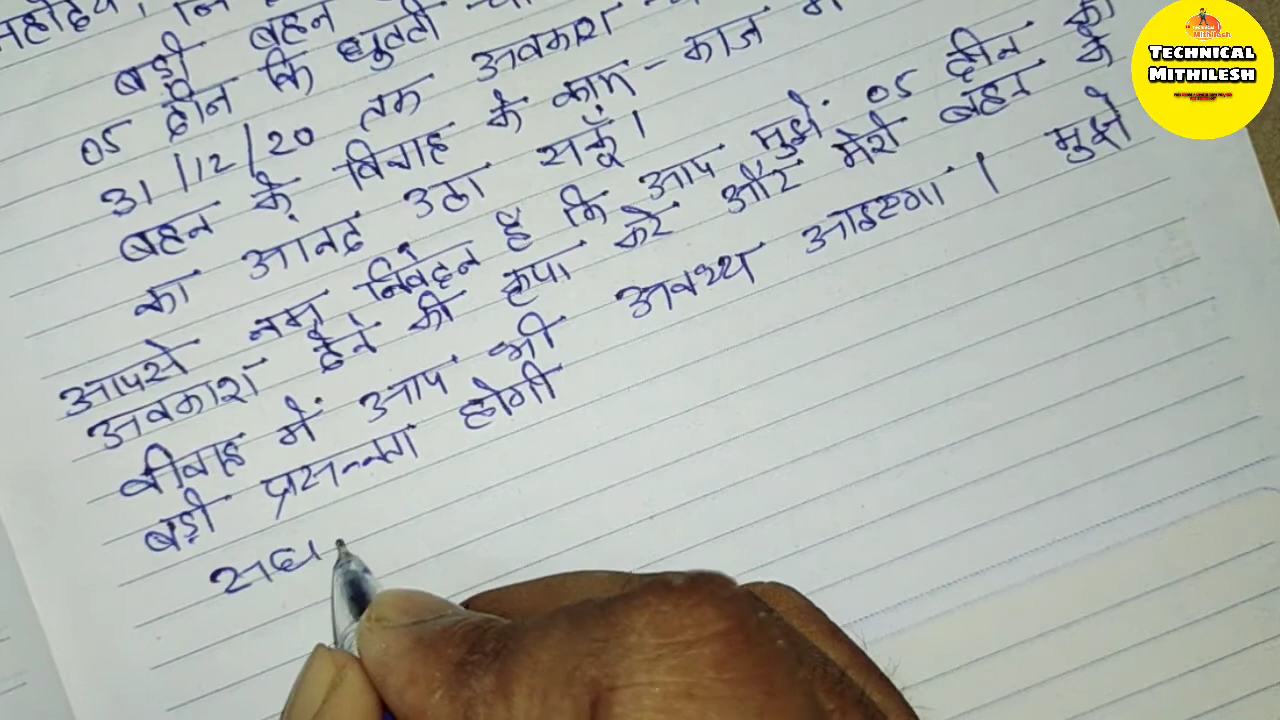 महोदय,
बड़ी बहन
05 दीन कि छुट्टी
31/12/20 तक अवकाश
बहन के विवाह के काम-काज
का आनंद उठा सकूँ।
आपसे नम्र निवेदन है कि आप मुझे 05 दीन का
अवकाश देने की कृपा करें और मेरी बहन के
वीवाह में आप भी अवश्य आइएगा। मुझे
बड़ी प्रसन्नता होगी
सध
TECHNICAL
MITHILESH